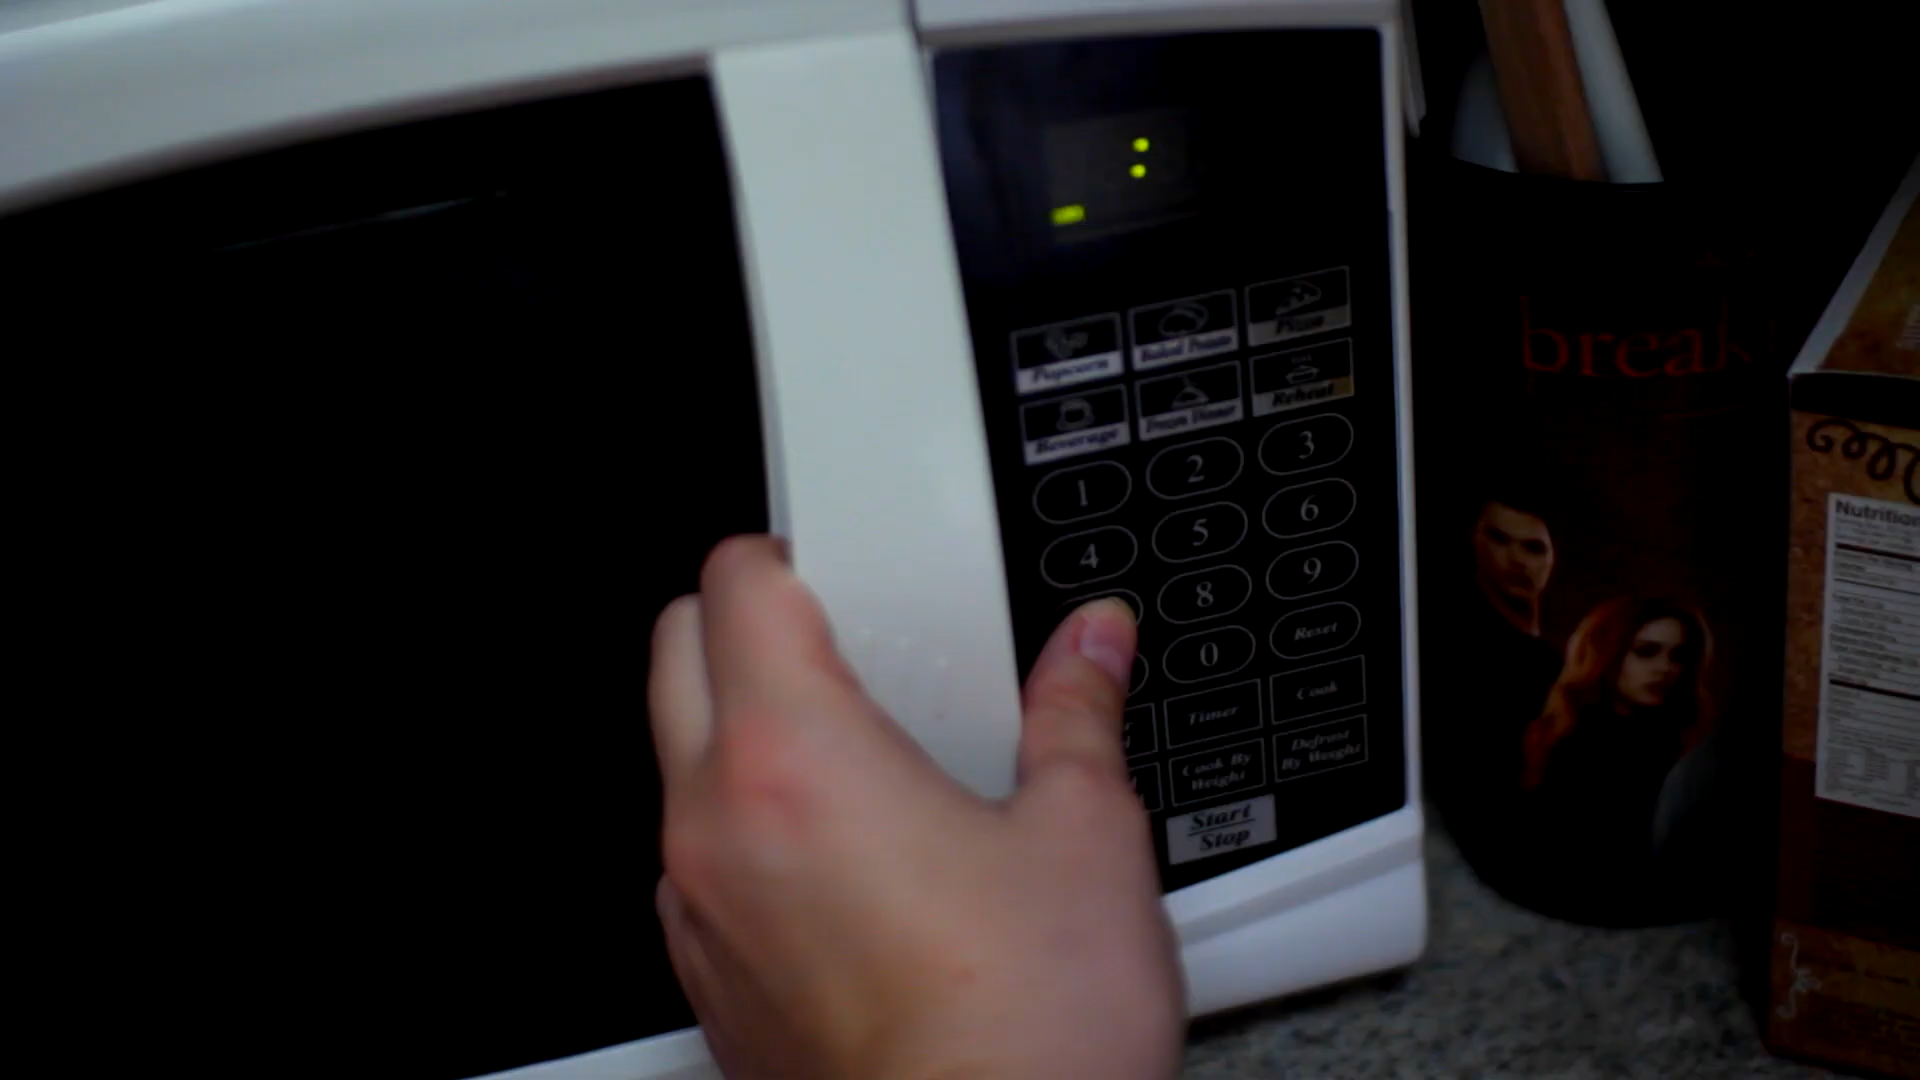 :
Popcorn
Baked Potato
Pizza
Beverage
Frozen Dinner
Reheat
1
2
3
4
5
6
8
9
0
Reset
Timer
Cook
Cook By
Weight
Defrost
By Weight
Start
Stop
break
Nutrition